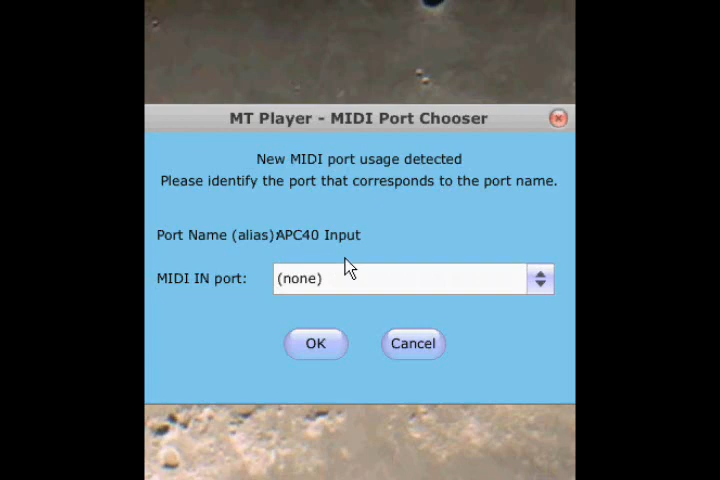 MT Player - MIDI Port Chooser
New MIDI port usage detected
Please identify the port that corresponds to the port name.
Port Name (alias):APC40 Input
MIDI IN port: (none)
OK Cancel